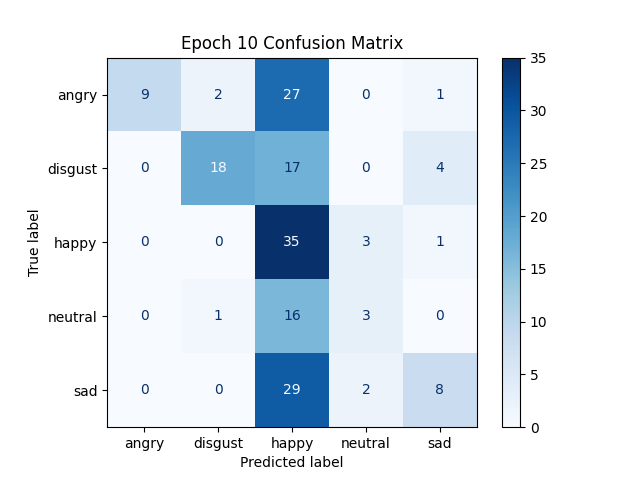 Epoch 10 Confusion Matrix
True label
angry 9 2 27 0 1
disgust 0 18 17 0 4
happy 0 0 35 3 1
neutral 0 1 16 3 0
sad 0 0 29 2 8
angry disgust happy neutral sad
Predicted label
35
30
25
20
15
10
5
0